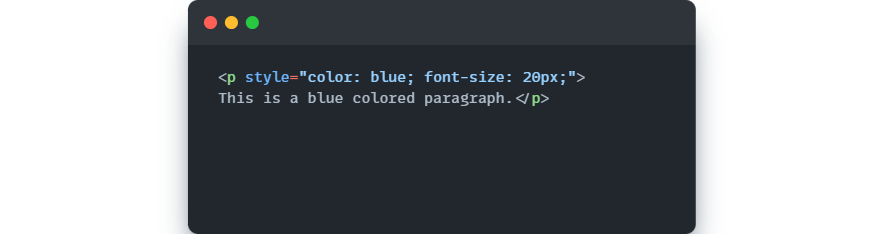 <p style="color: blue; font-size: 20px;">
This is a blue colored paragraph.</p>